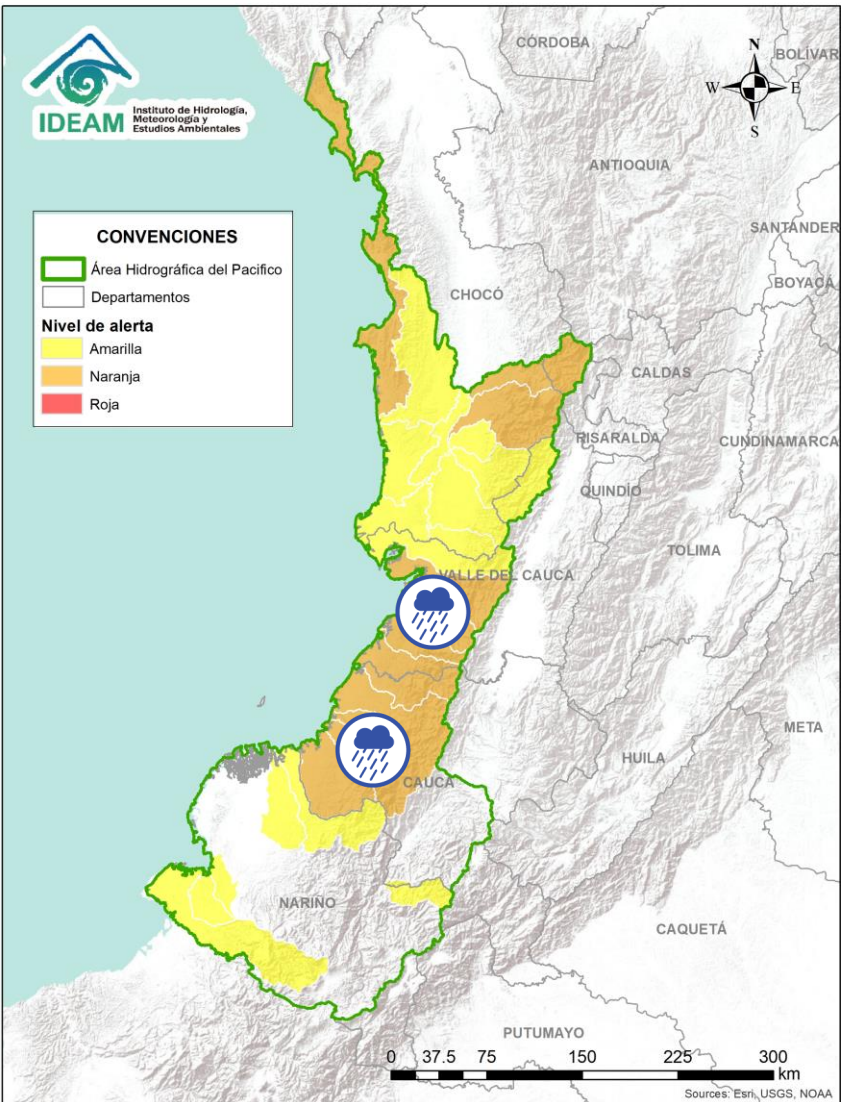 IDEAM
Instituto de Hidrología,
Meteorología y
Estudios Ambientales
N
W
E
S
CÓRDOBA
BOLÍVAR
ANTIOQUIA
SANTANDER
BOYACÁ
CONVENCIONES
Área Hidrográfica del Pacifico
Departamentos
Nivel de alerta
Amarilla
Naranja
Roja
CHOCÓ
CALDAS
RISARALDA
CUNDINAMARCA
QUINDÍO
TOLIMA
VALLE DEL CAUCA
META
HUILA
CAUCA
NARIÑO
CAQUETÁ
PUTUMAYO
0 37.5 75 150 225 300
km
Sources: Esri, USGS, NOAA